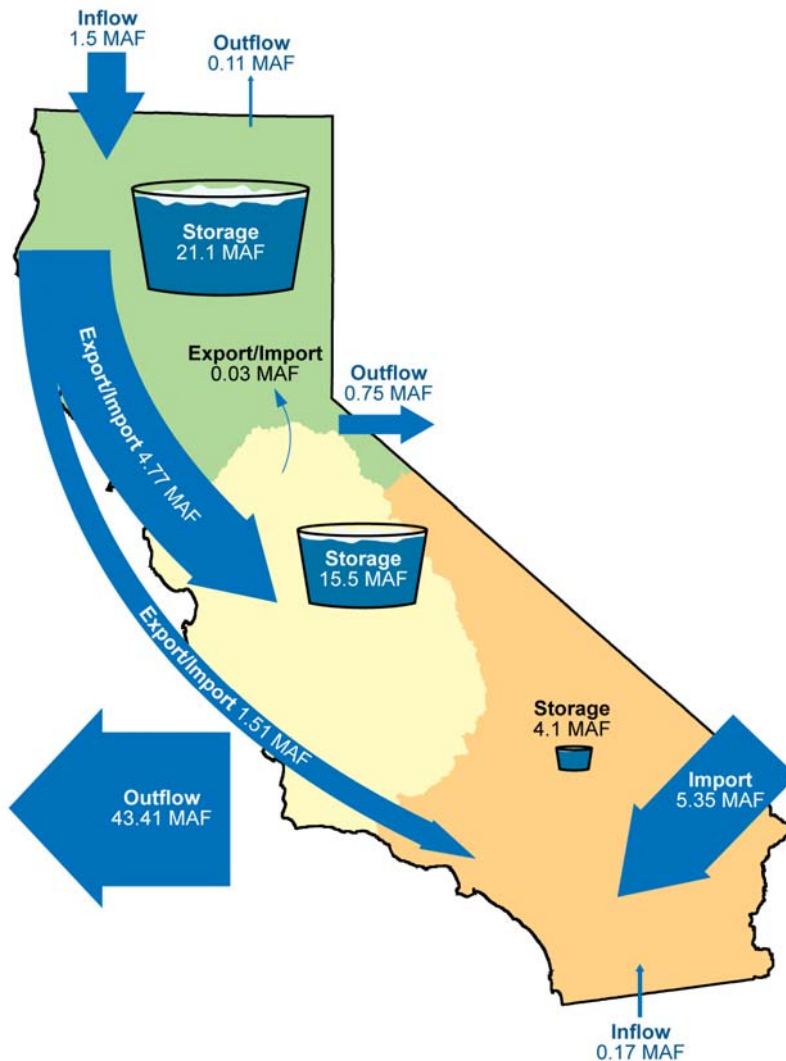 Inflow
1.5 MAF
Outflow
0.11 MAF
Storage
21.1 MAF
Export/Import
0.03 MAF
Outflow
0.75 MAF
Export/Import 4.77 MAF
Storage
15.5 MAF
Export/Import 1.51 MAF
Storage
4.1 MAF
Import
5.35 MAF
Outflow
43.41 MAF
Inflow
0.17 MAF